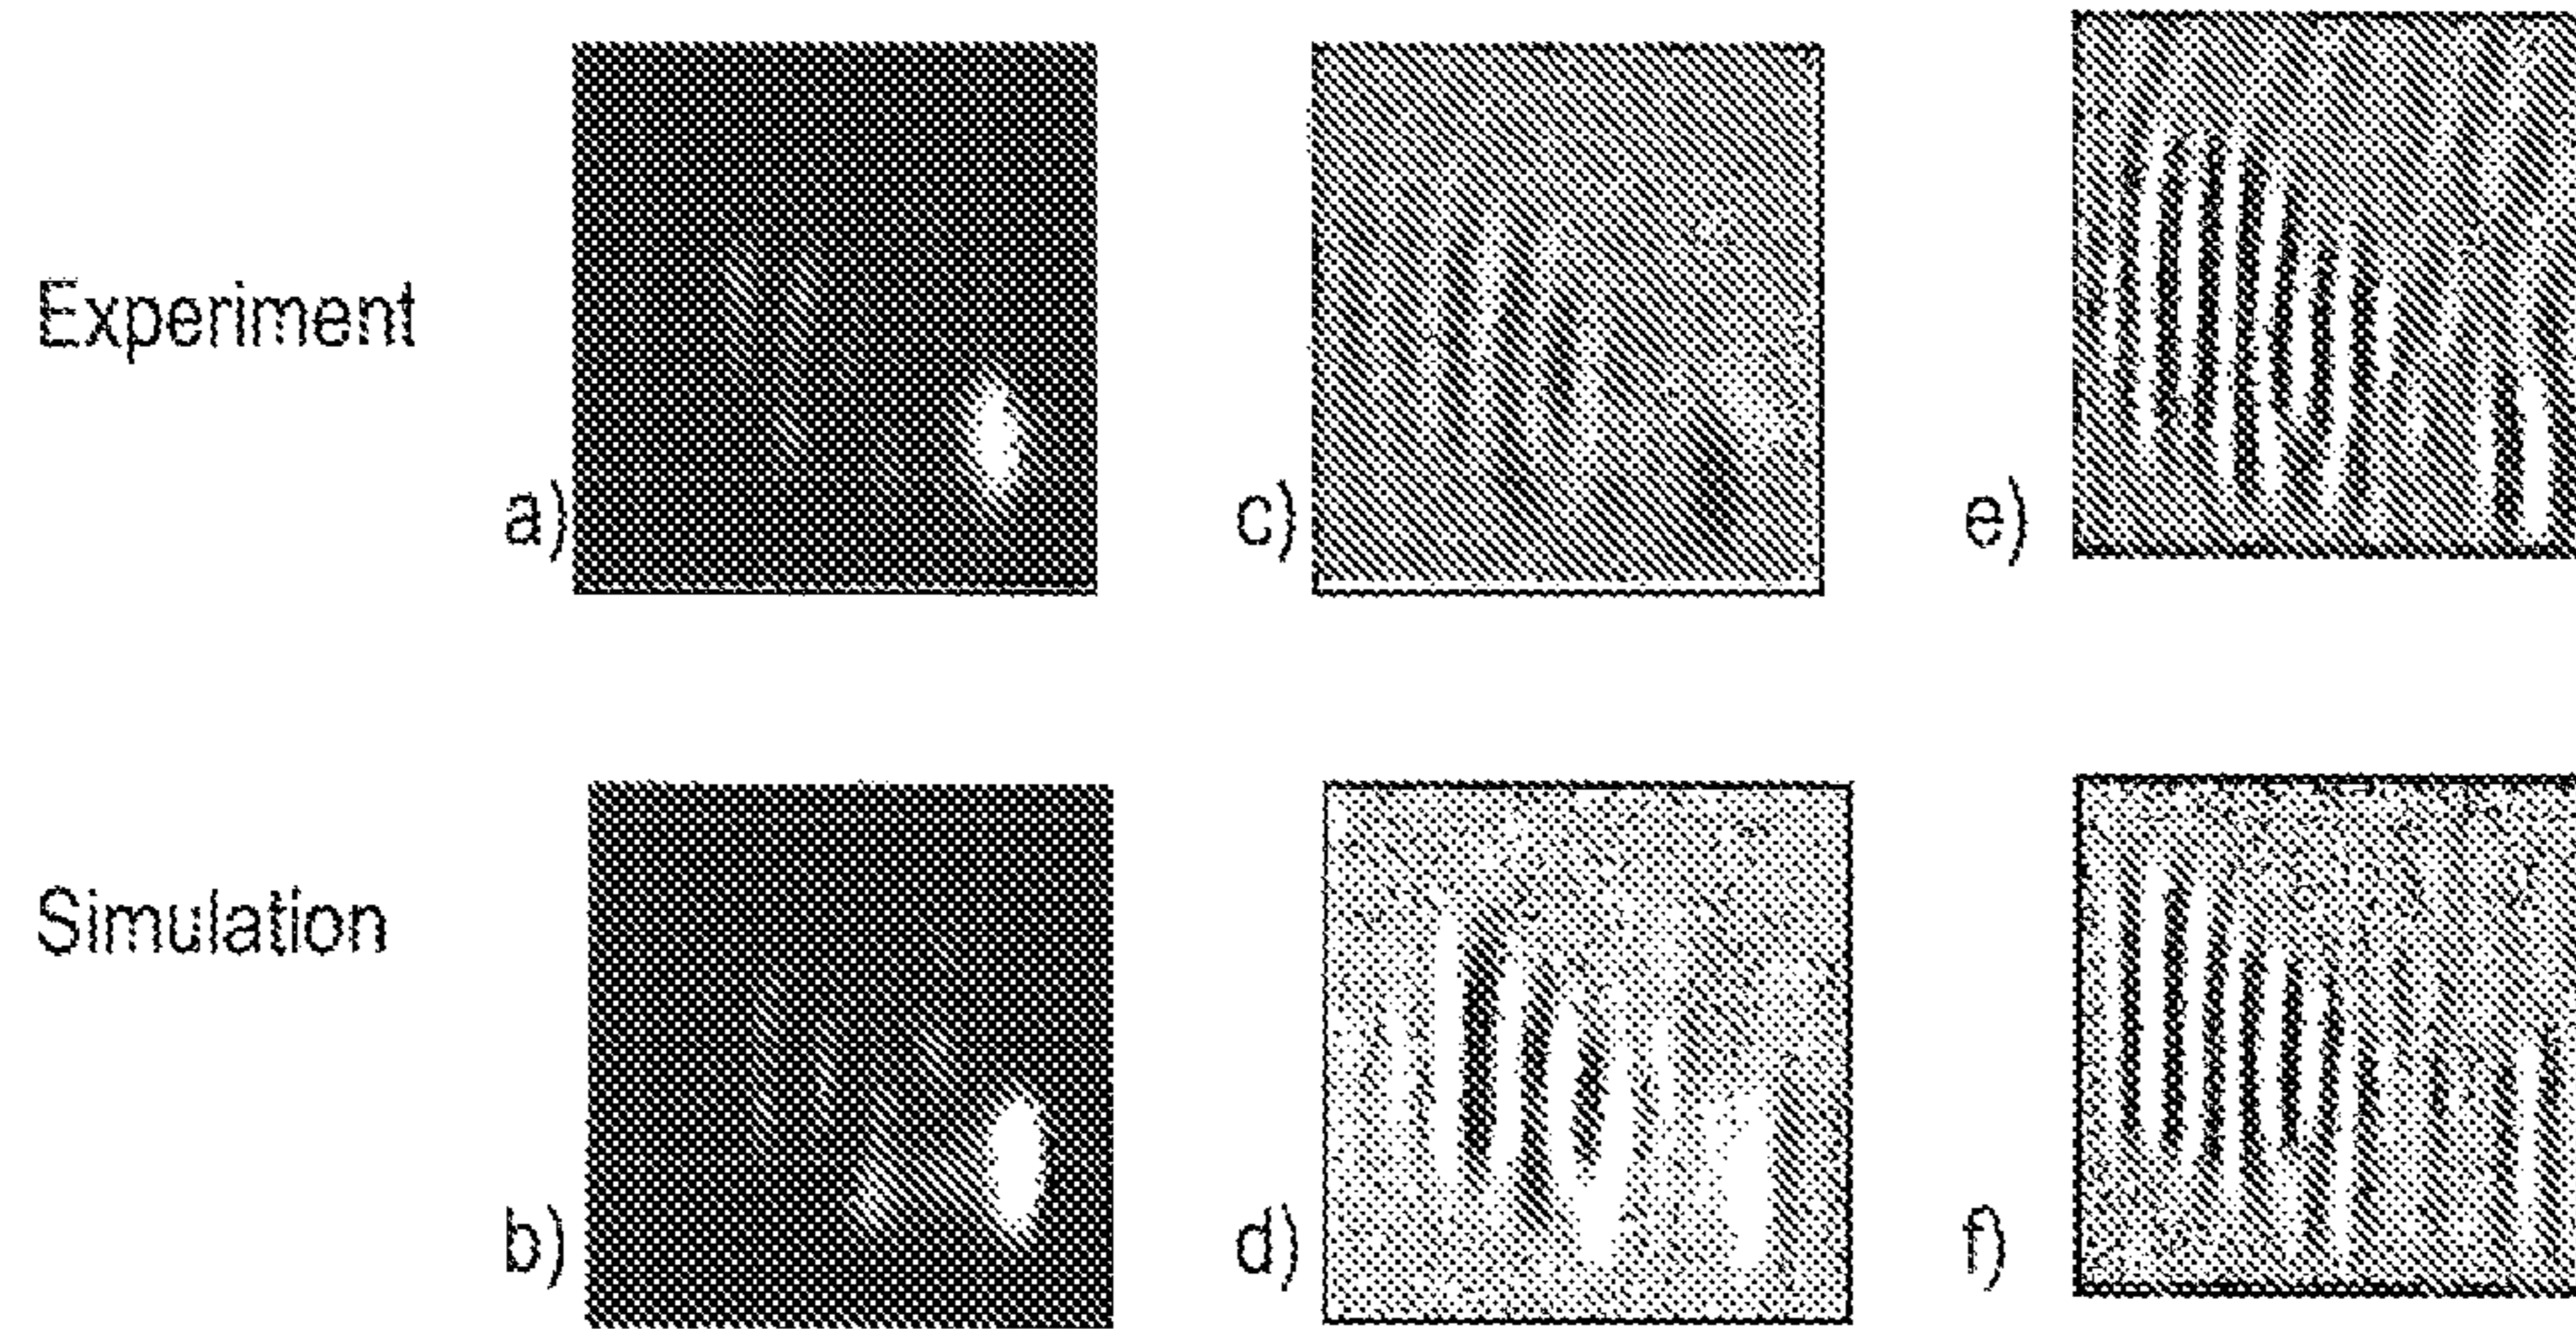 Experiment
a)
c)
e)
Simulation
b)
d)
f)